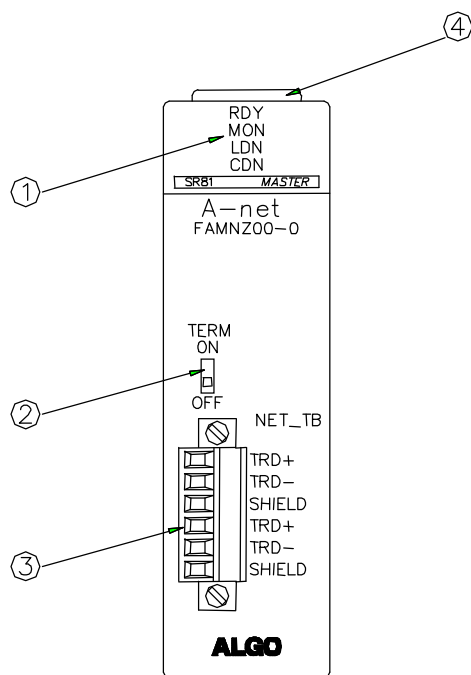 ④
RDY
MON
LDN
CDN
①
SR81 MASTER
A-net
FAMNZ00-0
TERM
ON
②
OFF
NET_TB
TRD+
TRD-
SHIELD
TRD+
③
TRD-
SHIELD
ALGO